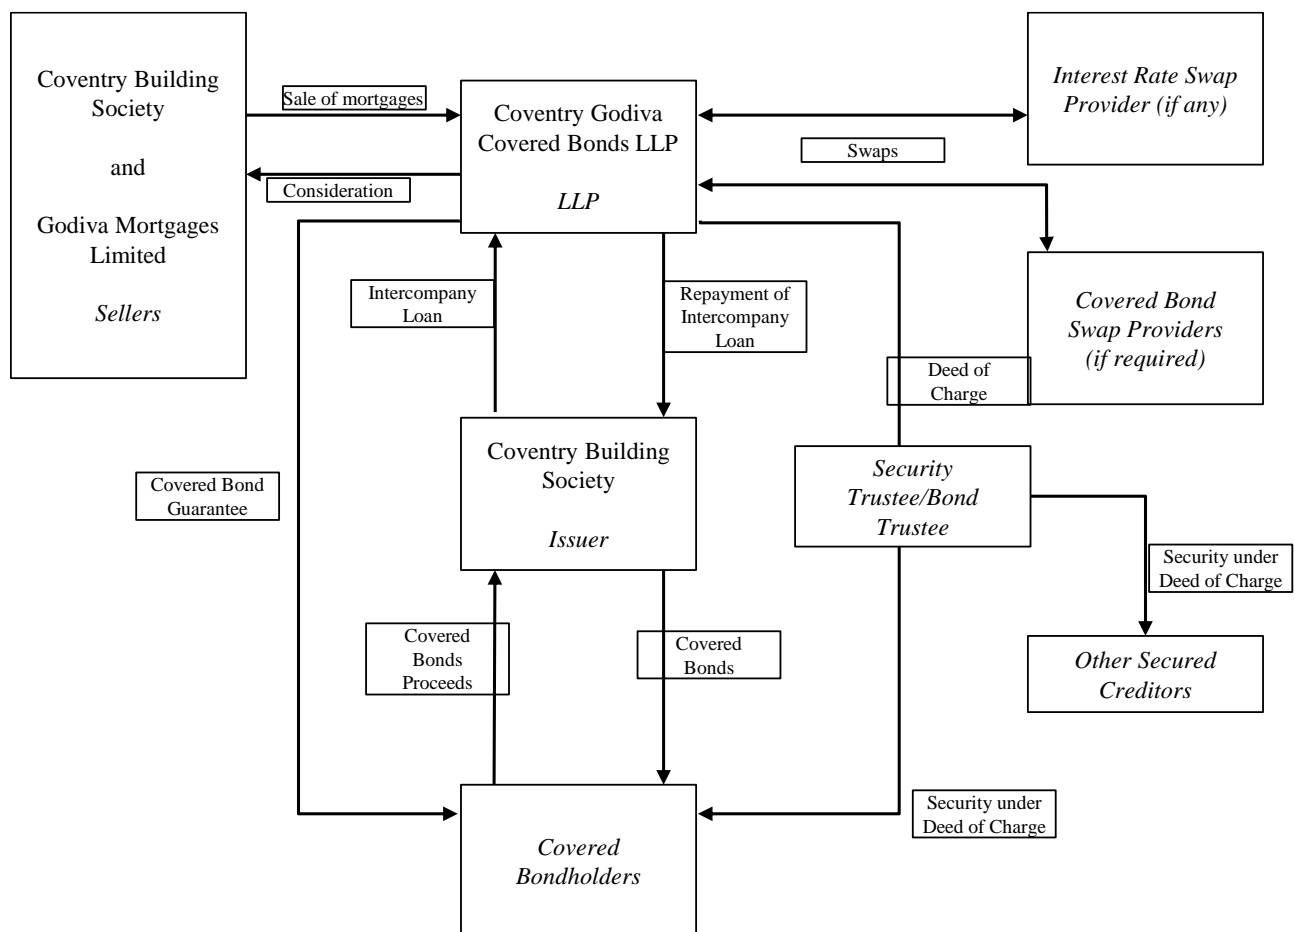 Coventry Building
Society
and
Godiva Mortgages
Limited
Sellers
Sale of mortgages
Consideration
Coventry Godiva
Covered Bonds LLP
LLP
Interest Rate Swap
Provider (if any)
Swaps
Covered Bond
Swap Providers
(if required)
Intercompany
Loan
Repayment of
Intercompany
Loan
Deed of
Charge
Covered Bond
Guarantee
Coventry Building
Society
Issuer
Security
Trustee/Bond
Trustee
Security under
Deed of Charge
Covered
Bonds
Proceeds
Covered
Bonds
Other Secured
Creditors
Security under
Deed of Charge
Covered
Bondholders